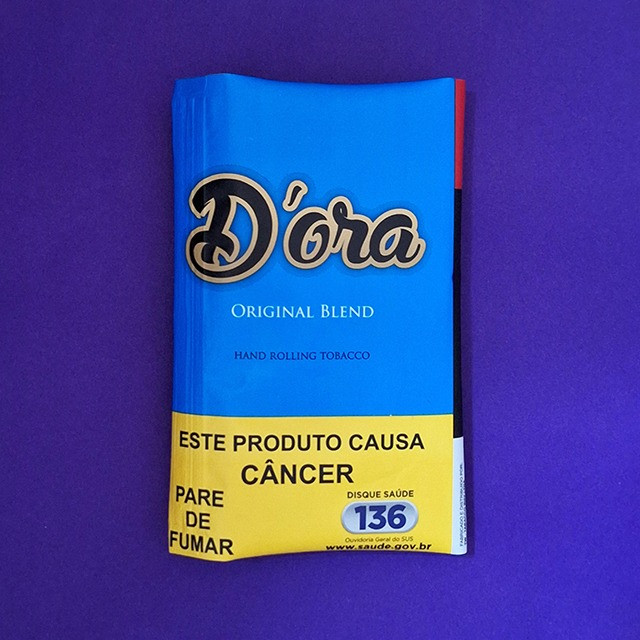 D'ora
ORIGINAL BLEND
HAND ROLLING TOBACCO
ESTE PRODUTO CAUSA
CÂNCER
PARE
DE
FUMAR
DISQUE SAÚDE
136
Ouvidoria Geral do SUS
www.saude.gov.br